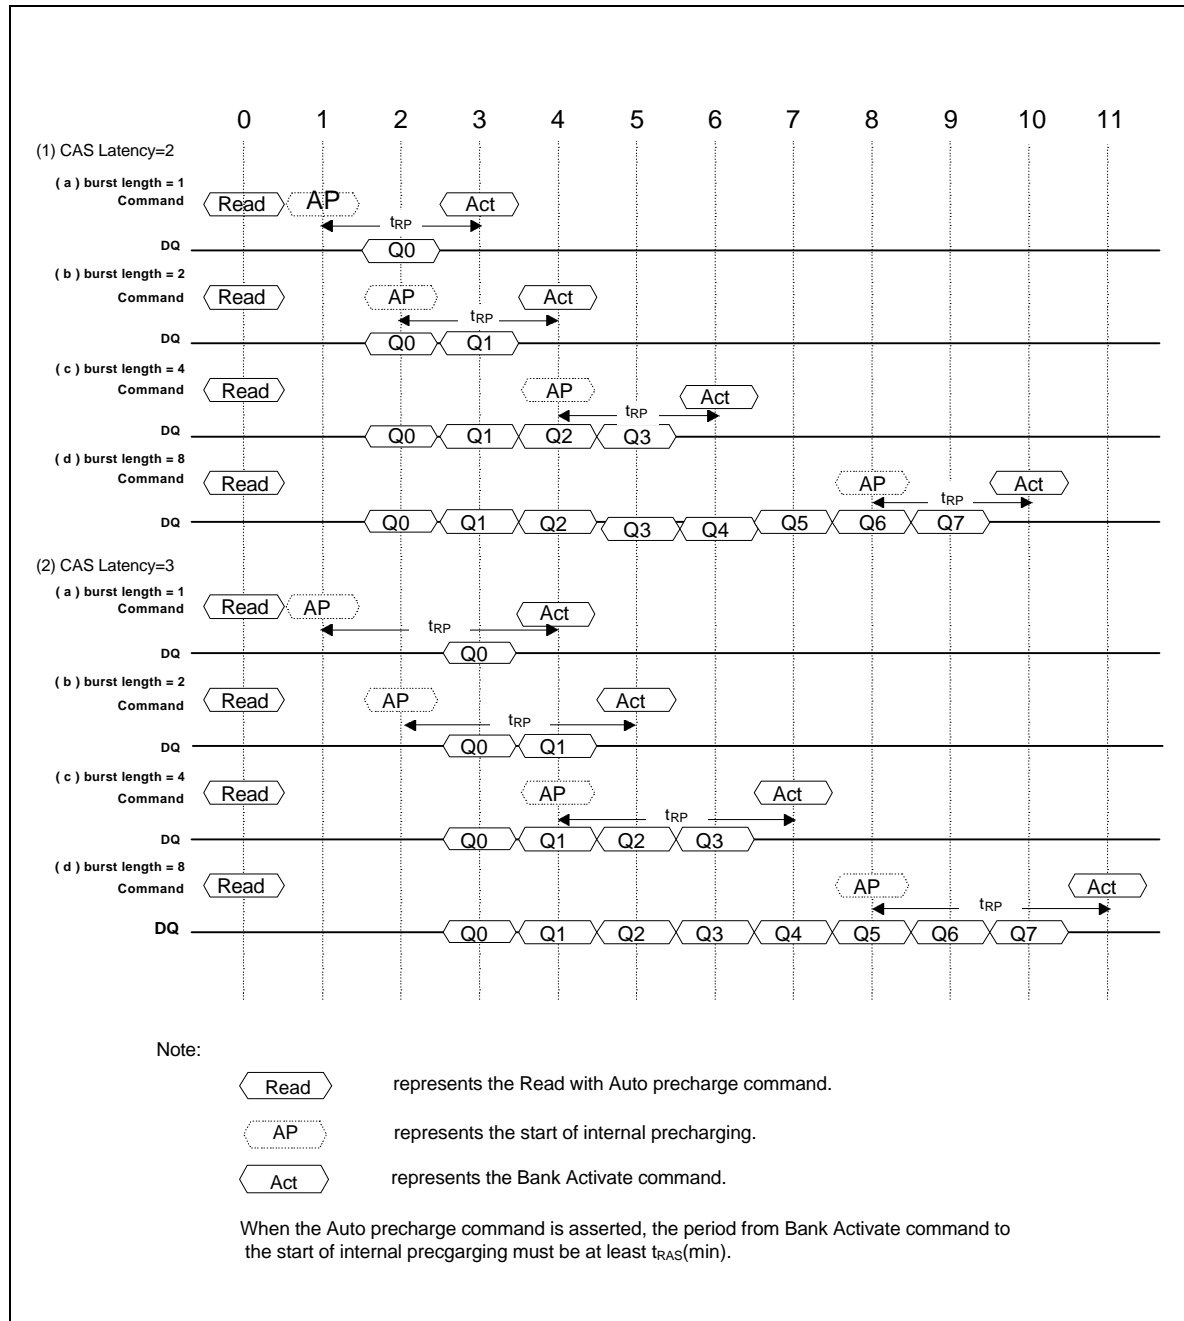 0 1 2 3 4 5 6 7 8 9 10 11
(1) CAS Latency=2
( a ) burst length = 1
Command Read AP Act
tRP
DQ Q0
( b ) burst length = 2
Command Read AP Act
tRP
DQ Q0 Q1
( c ) burst length = 4
Command Read AP Act
tRP
DQ Q0 Q1 Q2 Q3
( d ) burst length = 8
Command Read AP Act
tRP
DQ Q0 Q1 Q2 Q3 Q4 Q5 Q6 Q7
(2) CAS Latency=3
( a ) burst length = 1
Command Read AP Act
tRP
DQ Q0
( b ) burst length = 2
Command Read AP Act
tRP
DQ Q0 Q1
( c ) burst length = 4
Command Read AP Act
tRP
DQ Q0 Q1 Q2 Q3
( d ) burst length = 8
Command Read AP Act
tRP
DQ Q0 Q1 Q2 Q3 Q4 Q5 Q6 Q7
Note:
Read represents the Read with Auto precharge command.
AP represents the start of internal precharging.
Act represents the Bank Activate command.
When the Auto precharge command is asserted, the period from Bank Activate command to
the start of internal precgarging must be at least tRAS(min).